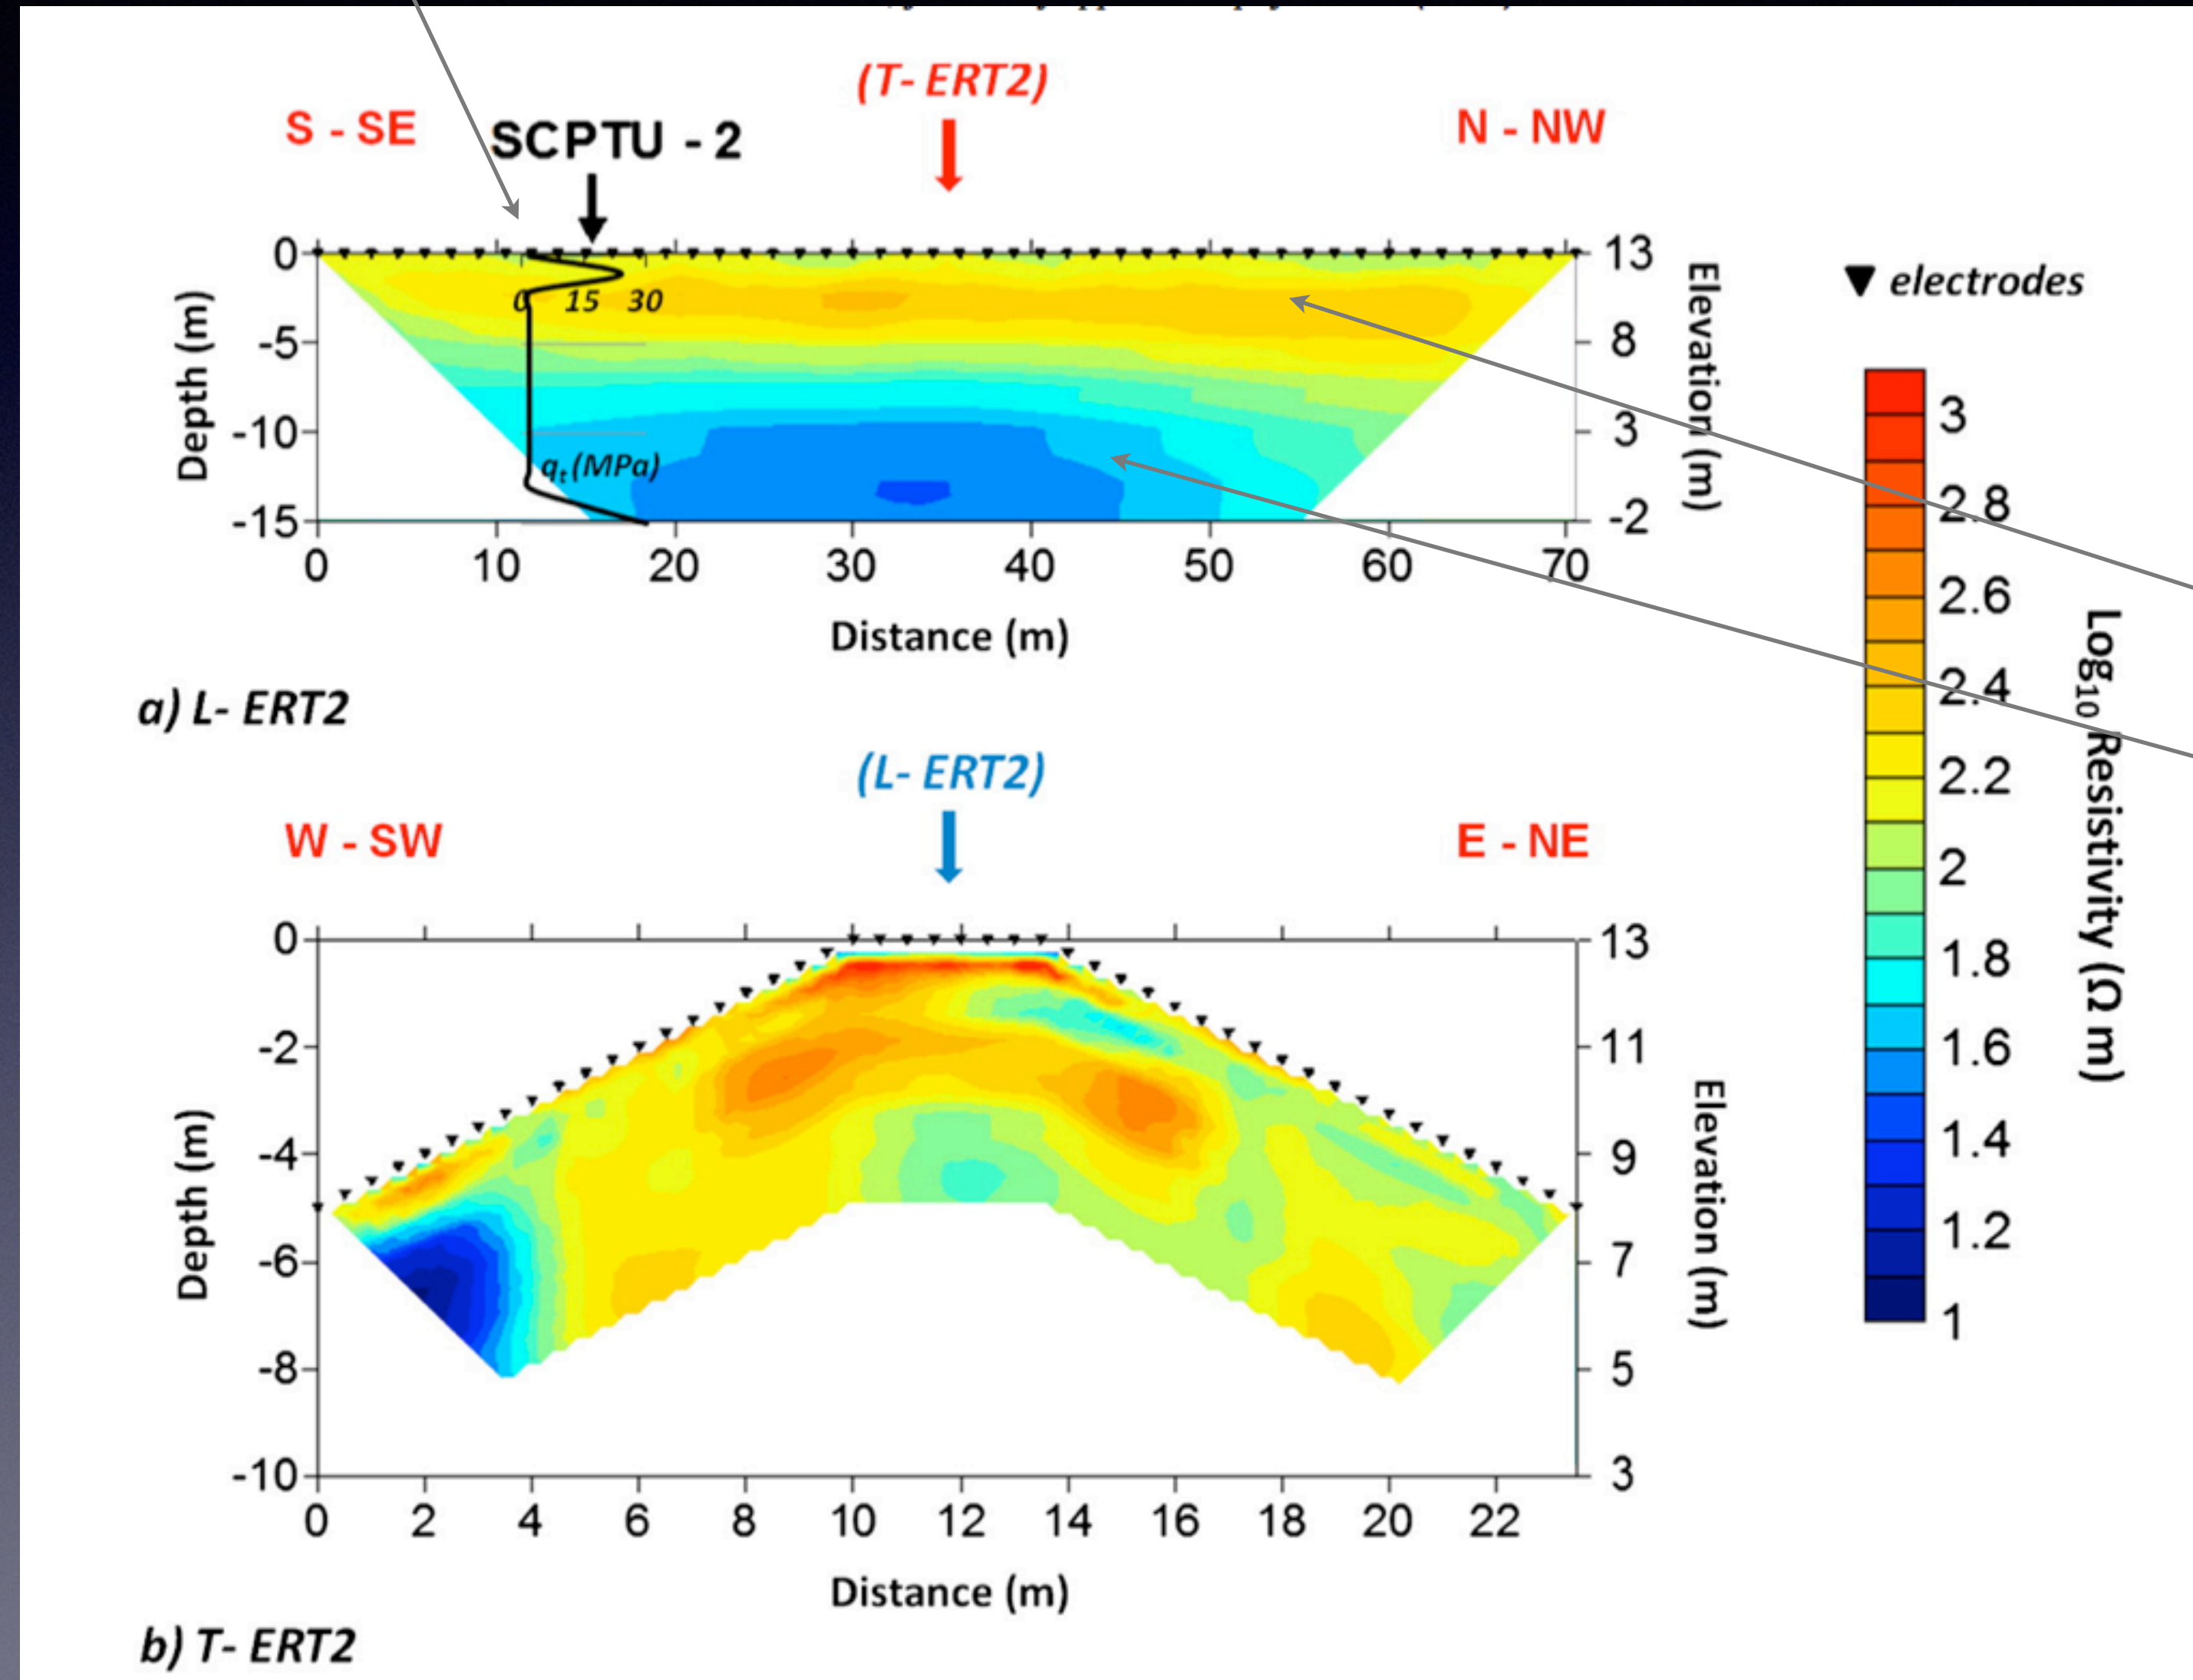 (T- ERT2)
S - SE
SCPTU - 2
N - NW
0
13
electrodes
0 15 30
-5
8
-10
3
qt (MPa)
-15
-2
Depth (m)
Elevation (m)
0 10 20 30 40 50 60 70
Distance (m)
a) L- ERT2
3
2.8
2.6
2.4
2.2
2
1.8
1.6
1.4
1.2
1
Log10 Resistivity (Ω m)
(L- ERT2)
W - SW
E - NE
0
13
-2
11
-4
9
-6
7
-8
5
-10
3
Depth (m)
Elevation (m)
0 2 4 6 8 10 12 14 16 18 20 22
Distance (m)
b) T- ERT2